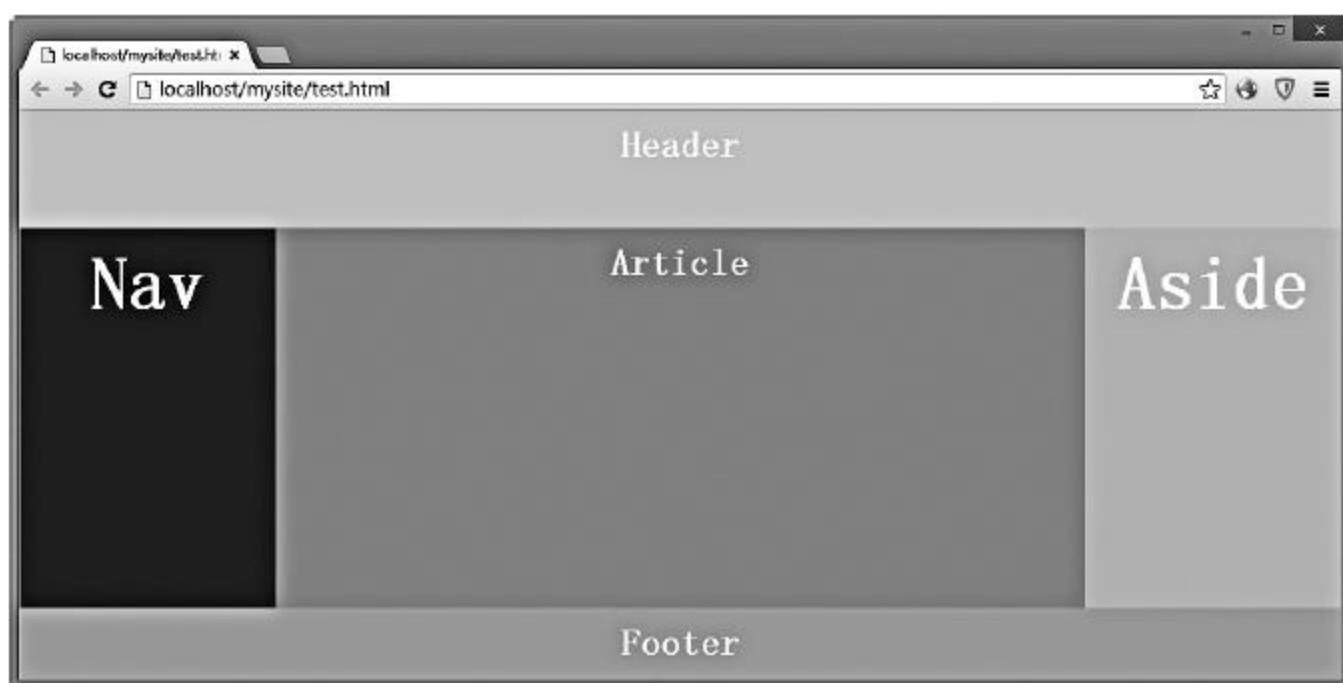 localhost/mysite/test.ht
localhost/mysite/test.html
Header
Nav
Article
Aside
Footer